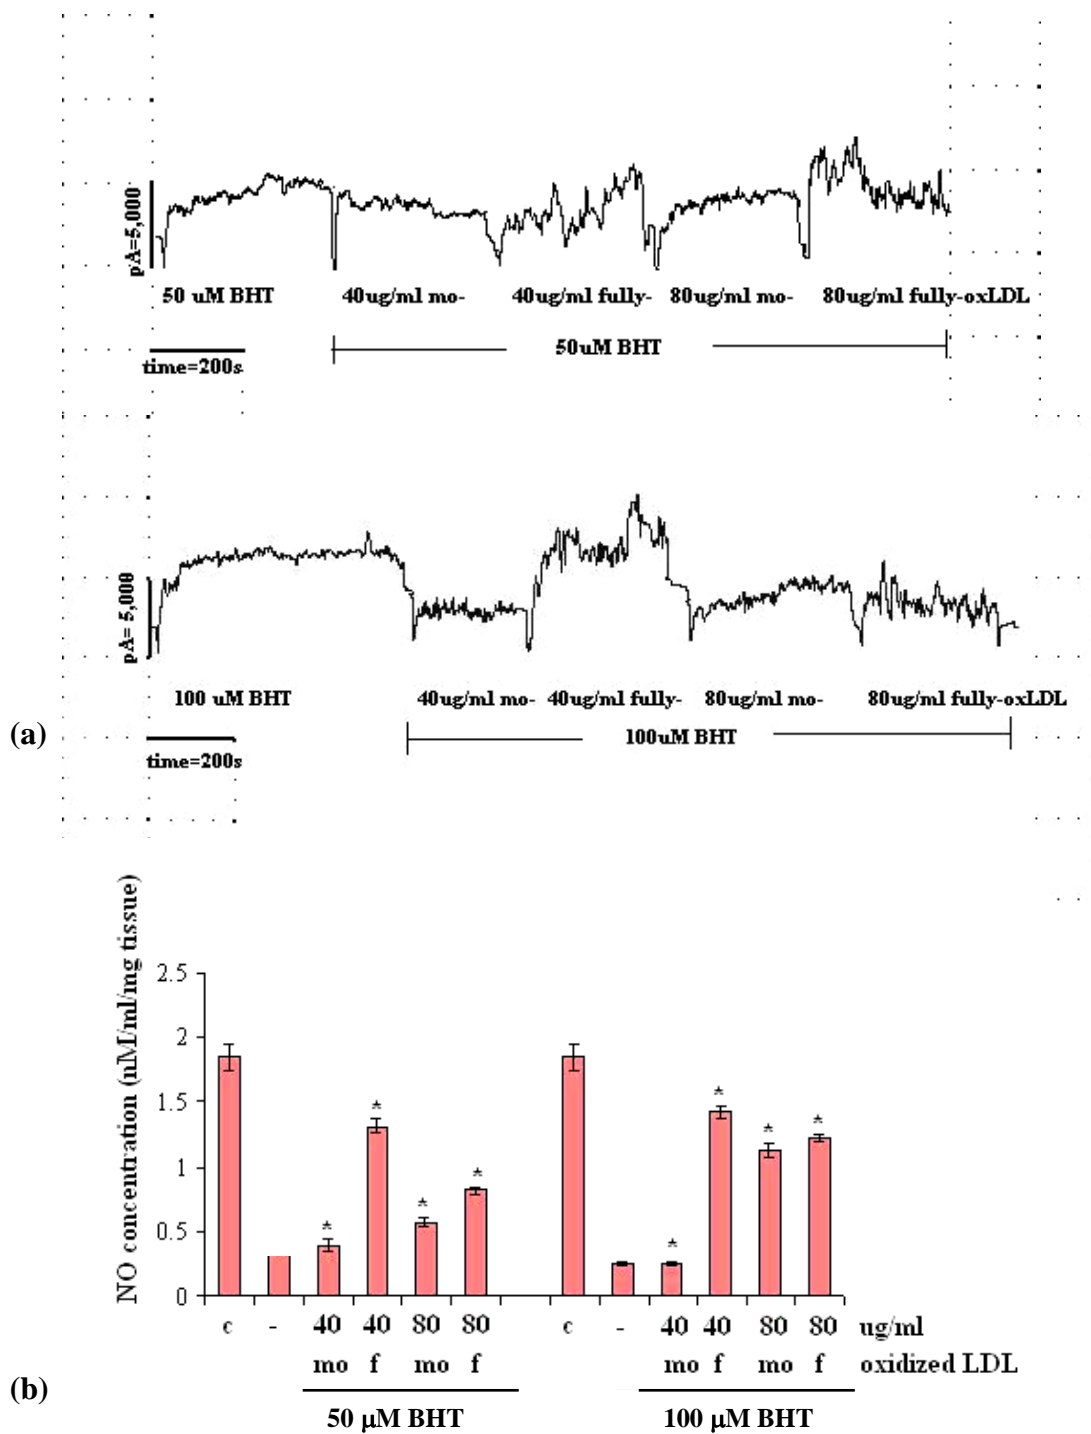 pA=5,000
50 uM BHT 40ug/ml mo- 40ug/ml fully- 80ug/ml mo- 80ug/ml fully-oxLDL
50uM BHT
time=200s
pA= 5,000
100 uM BHT 40ug/ml mo- 40ug/ml fully- 80ug/ml mo- 80ug/ml fully-oxLDL
(a)
100uM BHT
time=200s
NO concentration (nM/ml/mg tissue)
2.5
2
1.5
1
0.5
0
* * * * * * * *
c - 40 40 80 80 c - 40 40 80 80 ug/ml
mo f mo f mo f mo f oxidized LDL
(b)
50 μM BHT 100 μM BHT